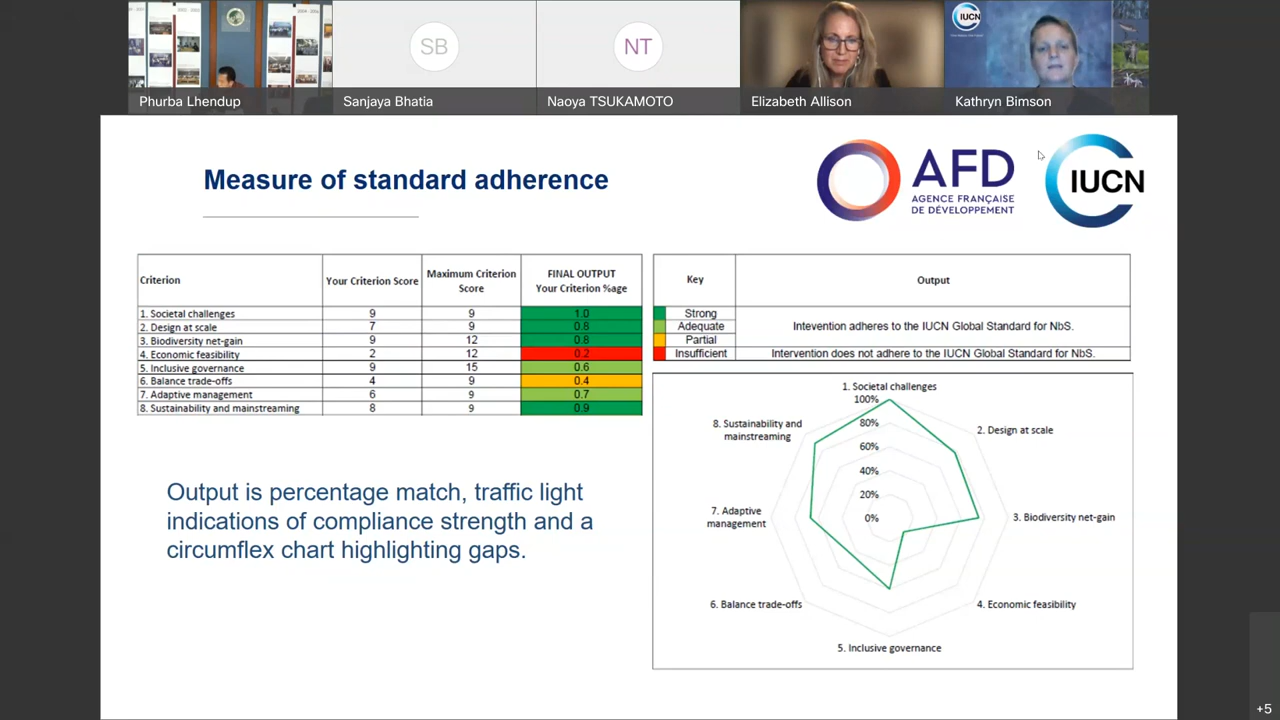 IUCN
SB
NT
Phurba Lhendup
Sanjaya Bhatia
Naoya TSUKAMOTO
Elizabeth Allison
Kathryn Bimson
Measure of standard adherence
AFD
AGENCE FRANÇAISE
DE DÉVELOPPEMENT
IUCN
Criterion Your Criterion Score Maximum Criterion Score FINAL OUTPUT Your Criterion %age
1. Societal challenges 9 9 1.0
2. Design at scale 7 9 0.8
3. Biodiversity net-gain 9 12 0.8
4. Economic feasibility 2 12 0.2
5. Inclusive governance 9 15 0.6
6. Balance trade-offs 4 9 0.4
7. Adaptive management 6 9 0.7
8. Sustainability and mainstreaming 8 9 0.9
Key Output
Strong
Adequate
Partial
Intevention adheres to the IUCN Global Standard for NbS.
Insufficient Intervention does not adhere to the IUCN Global Standard for NbS.
Output is percentage match, traffic light
indications of compliance strength and a
circumflex chart highlighting gaps.
1. Societal challenges
100%
80%
60%
40%
20%
0%
2. Design at scale
3. Biodiversity net-gain
4. Economic feasibility
5. Inclusive governance
6. Balance trade-offs
7. Adaptive
management
8. Sustainability and
mainstreaming
+5